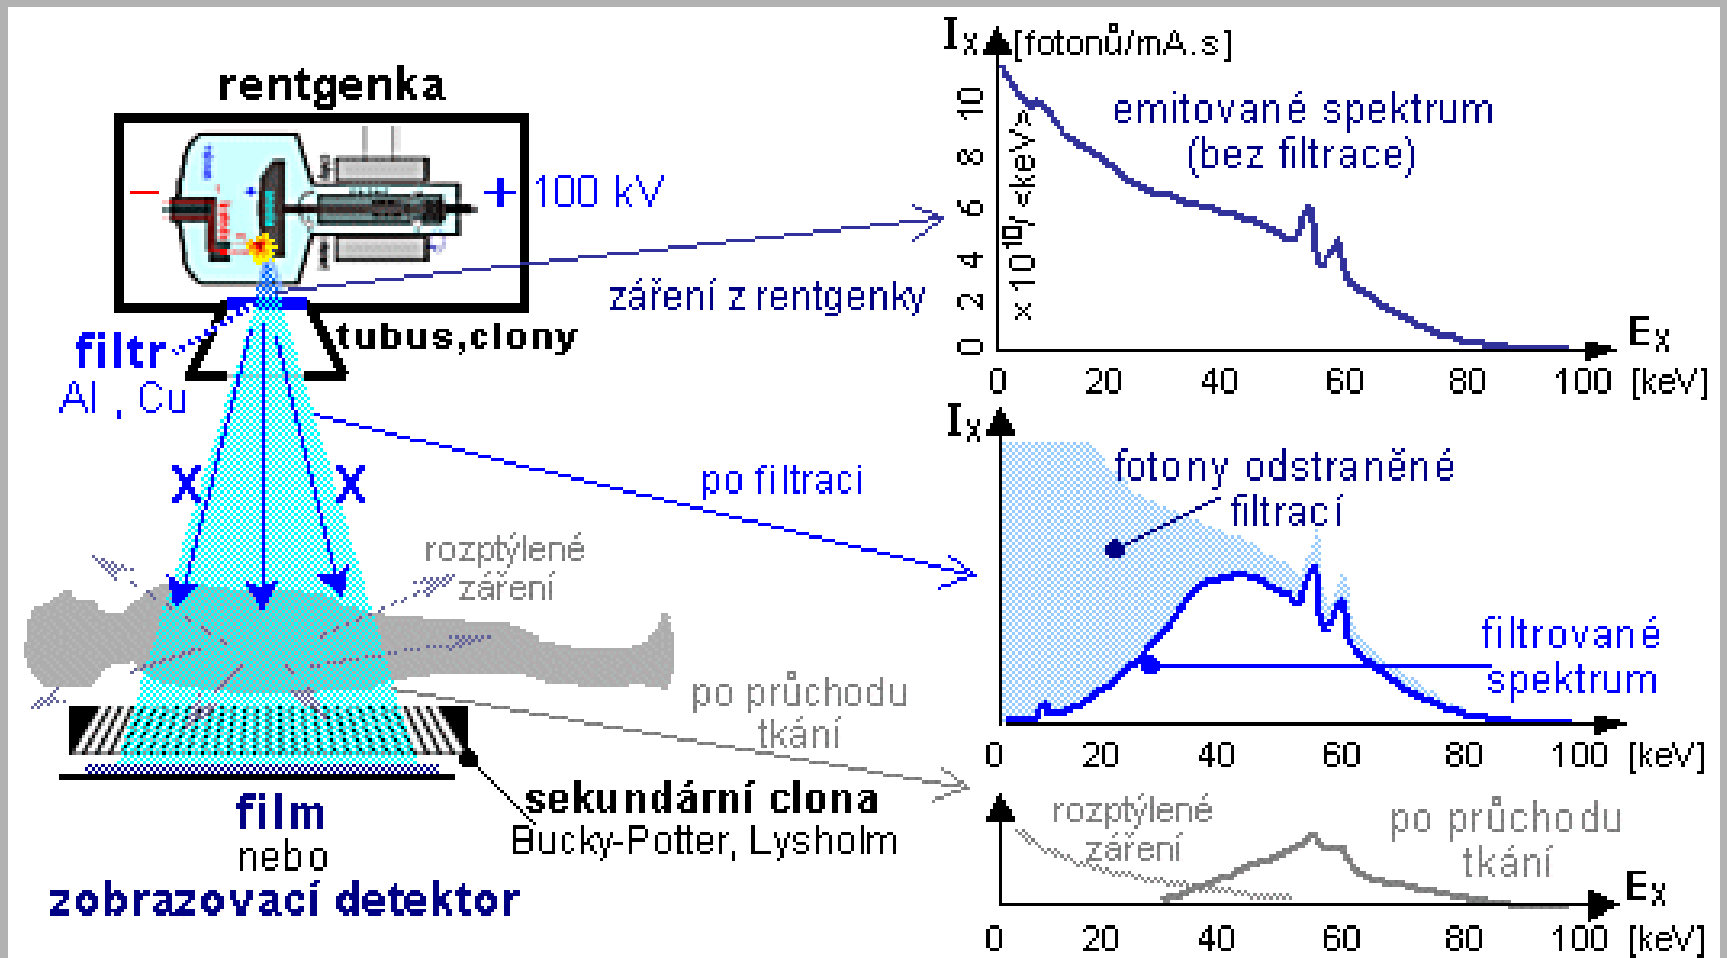 rentgenka
− + 100 kV
filtr
Al , Cu
tubus,clony
záření z rentgenky
X X
po filtraci
rozptýlené
záření
po průchodu
tkání
sekundární clona
Bucky-Potter, Lysholm
film
nebo
zobrazovací detektor
Ix [fotonů/mA.s]
x 10¹⁰/ <keV>
0 2 4 6 8 10
emitované spektrum
(bez filtrace)
Ex
0 20 40 60 80 100 [keV]
Ix
fotony odstraněné
filtrací
filtrované
spektrum
0 20 40 60 80 100 [keV]
rozptýlené
záření
po průchodu
tkání
Ex
0 20 40 60 80 100 [keV]